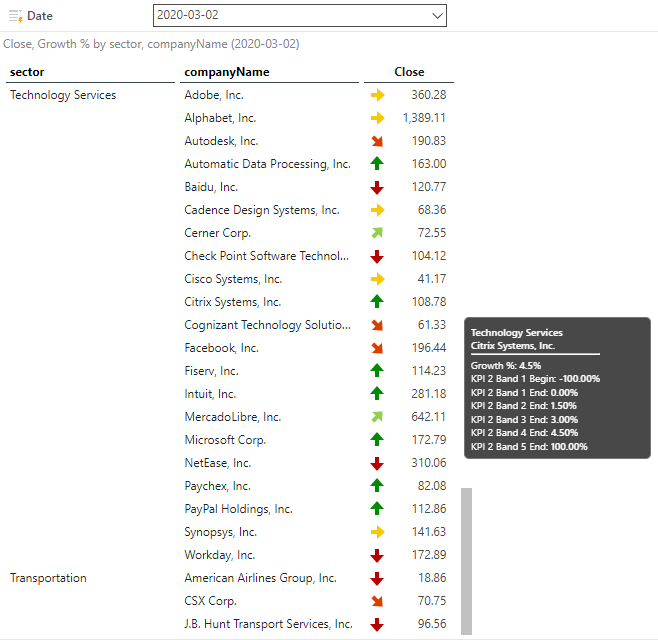 Date 2020-03-02
Close, Growth % by sector, companyName (2020-03-02)
sector companyName Close
Technology Services Adobe, Inc. 360.28
Alphabet, Inc. 1,389.11
Autodesk, Inc. 190.83
Automatic Data Processing, Inc. 163.00
Baidu, Inc. 120.77
Cadence Design Systems, Inc. 68.36
Cerner Corp. 72.55
Check Point Software Technol... 104.12
Cisco Systems, Inc. 41.17
Citrix Systems, Inc. 108.78
Cognizant Technology Solutio... 61.33
Facebook, Inc. 196.44
Fiserv, Inc. 114.23
Intuit, Inc. 281.18
MercadoLibre, Inc. 642.11
Microsoft Corp. 172.79
NetEase, Inc. 310.06
Paychex, Inc. 82.08
PayPal Holdings, Inc. 112.86
Synopsys, Inc. 141.63
Workday, Inc. 172.89
Transportation American Airlines Group, Inc. 18.86
CSX Corp. 70.75
J.B. Hunt Transport Services, Inc. 96.56
Technology Services
Citrix Systems, Inc.
Growth %: 4.5%
KPI 2 Band 1 Begin: -100.00%
KPI 2 Band 1 End: 0.00%
KPI 2 Band 2 End: 1.50%
KPI 2 Band 3 End: 3.00%
KPI 2 Band 4 End: 4.50%
KPI 2 Band 5 End: 100.00%